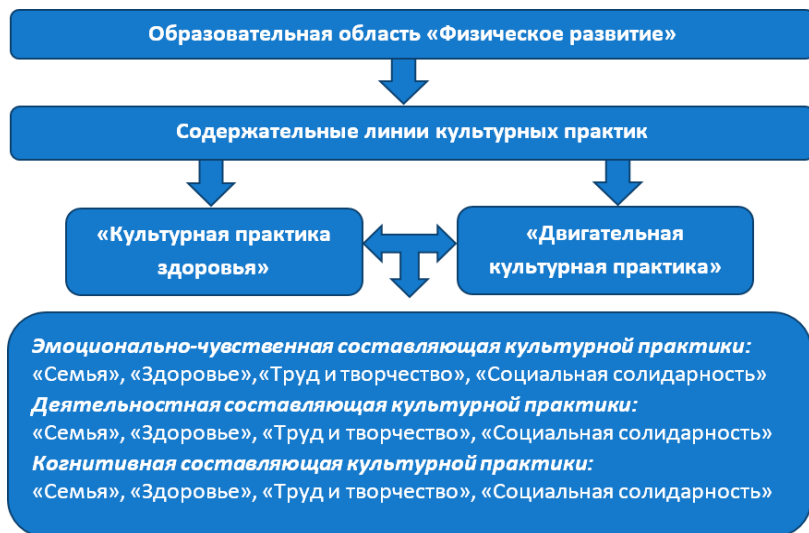 Образовательная область «Физическое развитие»
Содержательные линии культурных практик
«Культурная практика
здоровья»
«Двигательная
культурная практика»
Эмоционально-чувственная составляющая культурной практики:
«Семья», «Здоровье»,«Труд и творчество», «Социальная солидарность»
Деятельностная составляющая культурной практики:
«Семья», «Здоровье», «Труд и творчество», «Социальная солидарность»
Когнитивная составляющая культурной практики:
«Семья», «Здоровье», «Труд и творчество», «Социальная солидарность»